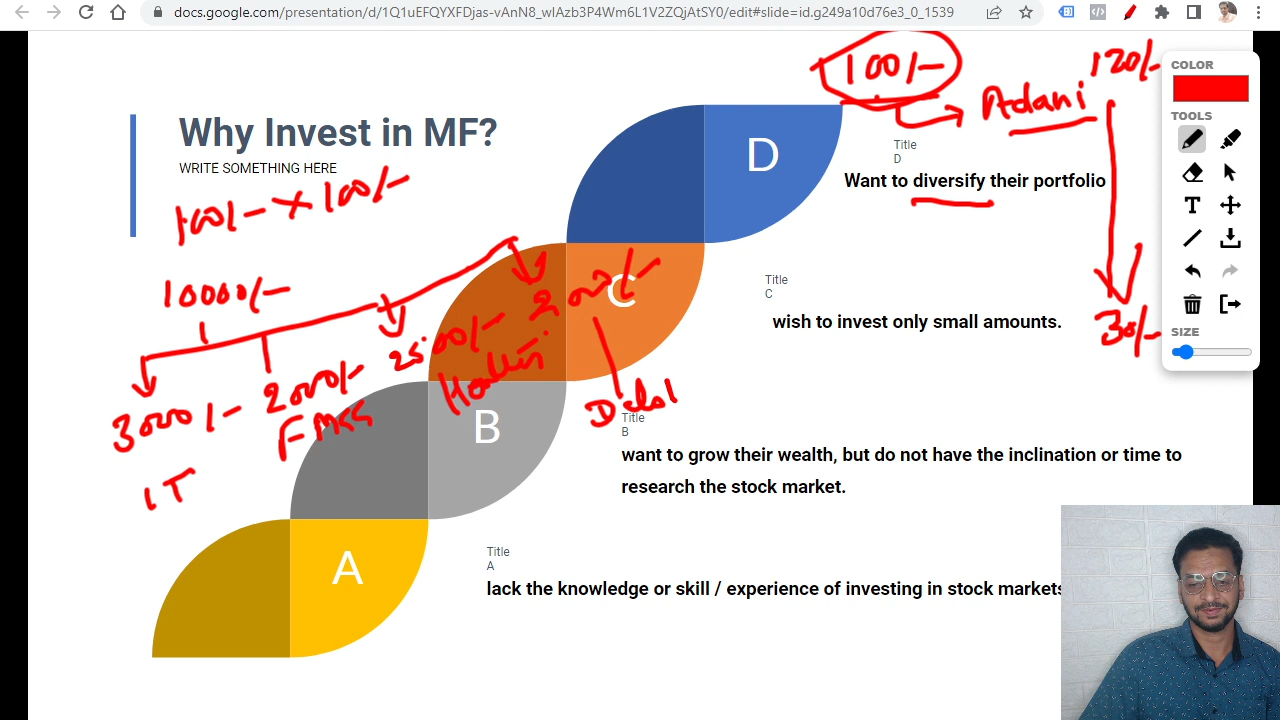 docs.google.com/presentation/d/1Q1uEFQYXFDjas-vAnN8_wIAzb3P4Wm6L1V2ZQjAtSY0/edit#slide=id.g249a10d76e3_0_1539
100/-
Adani
120/-
COLOR
TOOLS
T
SIZE
Why Invest in MF?
WRITE SOMETHING HERE
100/- x 100/-
D
Title
D
Want to diversify their portfolio
C
Title
C
wish to invest only small amounts.
30/-
10000/-
3000/-
2000/-
2500/-
2000/-
IT
FMCG
B
Title
B
want to grow their wealth, but do not have the inclination or time to
research the stock market.
A
Title
A
lack the knowledge or skill / experience of investing in stock markets